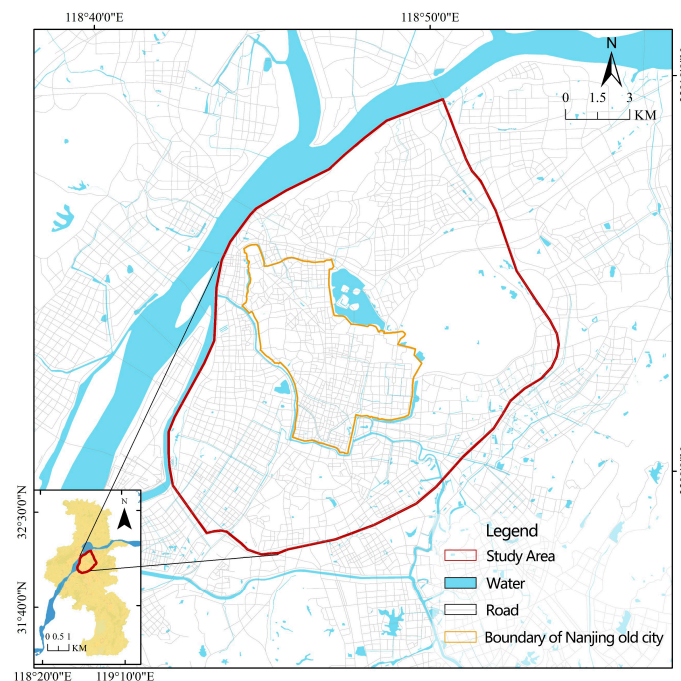 118°40'0"E 118°50'0"E
N
0 1.5 3
KM
32°30'0"N
31°40'0"N
N
0 0.5 1
KM
118°20'0"E 119°10'0"E
Legend
Study Area
Water
Road
Boundary of Nanjing old city